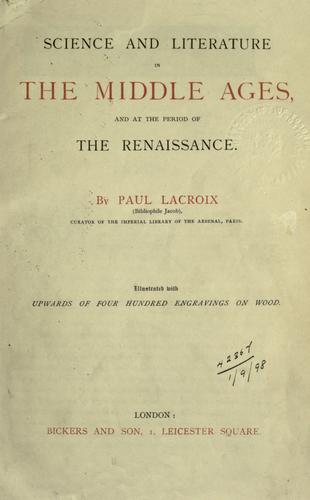 SCIENCE AND LITERATURE
IN
THE MIDDLE AGES,
AND AT THE PERIOD OF
THE RENAISSANCE.
By PAUL LACROIX
(Bibliophile Jacob),
CURATOR OF THE IMPERIAL LIBRARY OF THE ARSENAL, PARIS.
Illustrated with
UPWARDS OF FOUR HUNDRED ENGRAVINGS ON WOOD.
42367
1/9/98
LONDON:
BICKERS AND SON, 1, LEICESTER SQUARE.